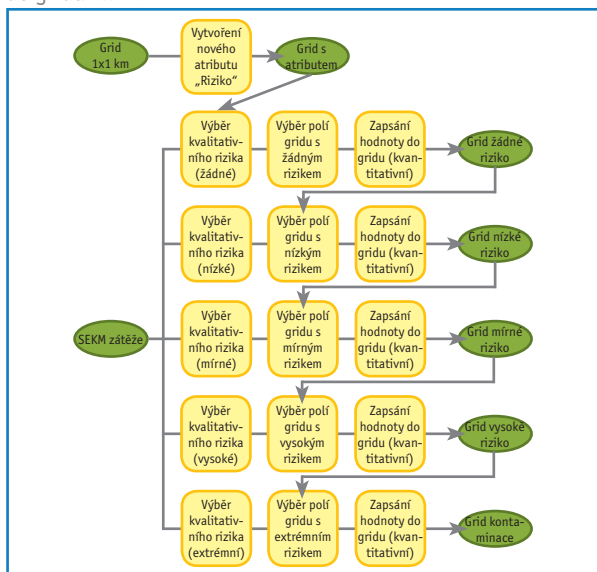 Grid
1x1 km
Vytvoření
nového
atributu
„Riziko“
Grid s
atributem
Výběr
kvalitativ-
ního rizika
(žádné)
Výběr polí
gridu s
žádným
rizikem
Zapsání
hodnoty do
gridu (kvan-
titativní)
Grid žádné
riziko
Výběr
kvalitativ-
ního rizika
(nízké)
Výběr polí
gridu s
nízkým
rizikem
Zapsání
hodnoty do
gridu (kvan-
titativní)
Grid nízké
riziko
SEKM zátěže
Výběr
kvalitativ-
ního rizika
(mírné)
Výběr polí
gridu s
mírným
rizikem
Zapsání
hodnoty do
gridu (kvan-
titativní)
Grid mírné
riziko
Výběr
kvalitativ-
ního rizika
(vysoké)
Výběr polí
gridu s
vysokým
rizikem
Zapsání
hodnoty do
gridu (kvan-
titativní)
Grid vysoké
riziko
Výběr
kvalitativ-
ního rizika
(extrémní)
Výběr polí
gridu s
extrémním
rizikem
Zapsání
hodnoty do
gridu (kvan-
titativní)
Grid konta-
minace